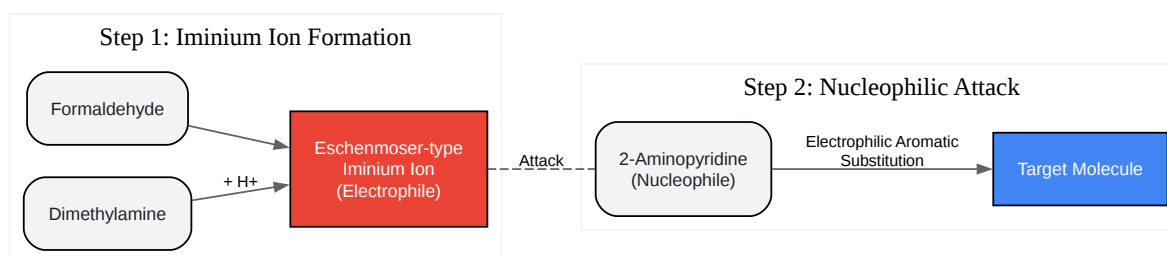 Step 1: Iminium Ion Formation
Formaldehyde
Dimethylamine
+ H+
Eschenmoser-type
Iminium Ion
(Electrophile)
Attack
Step 2: Nucleophilic Attack
2-Aminopyridine
(Nucleophile)
Electrophilic Aromatic
Substitution
Target Molecule